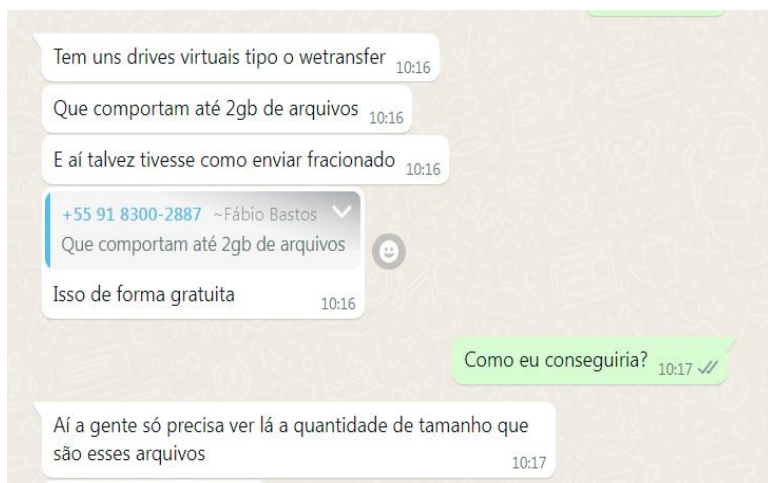 Tem uns drives virtuais tipo o wetransfer 10:16
Que comportam até 2gb de arquivos 10:16
E aí talvez tivesse como enviar fracionado 10:16
+55 91 8300-2887 ~Fábio Bastos
Que comportam até 2gb de arquivos
Isso de forma gratuita 10:16
Como eu conseguiria? 10:17
Aí a gente só precisa ver lá a quantidade de tamanho que
são esses arquivos 10:17